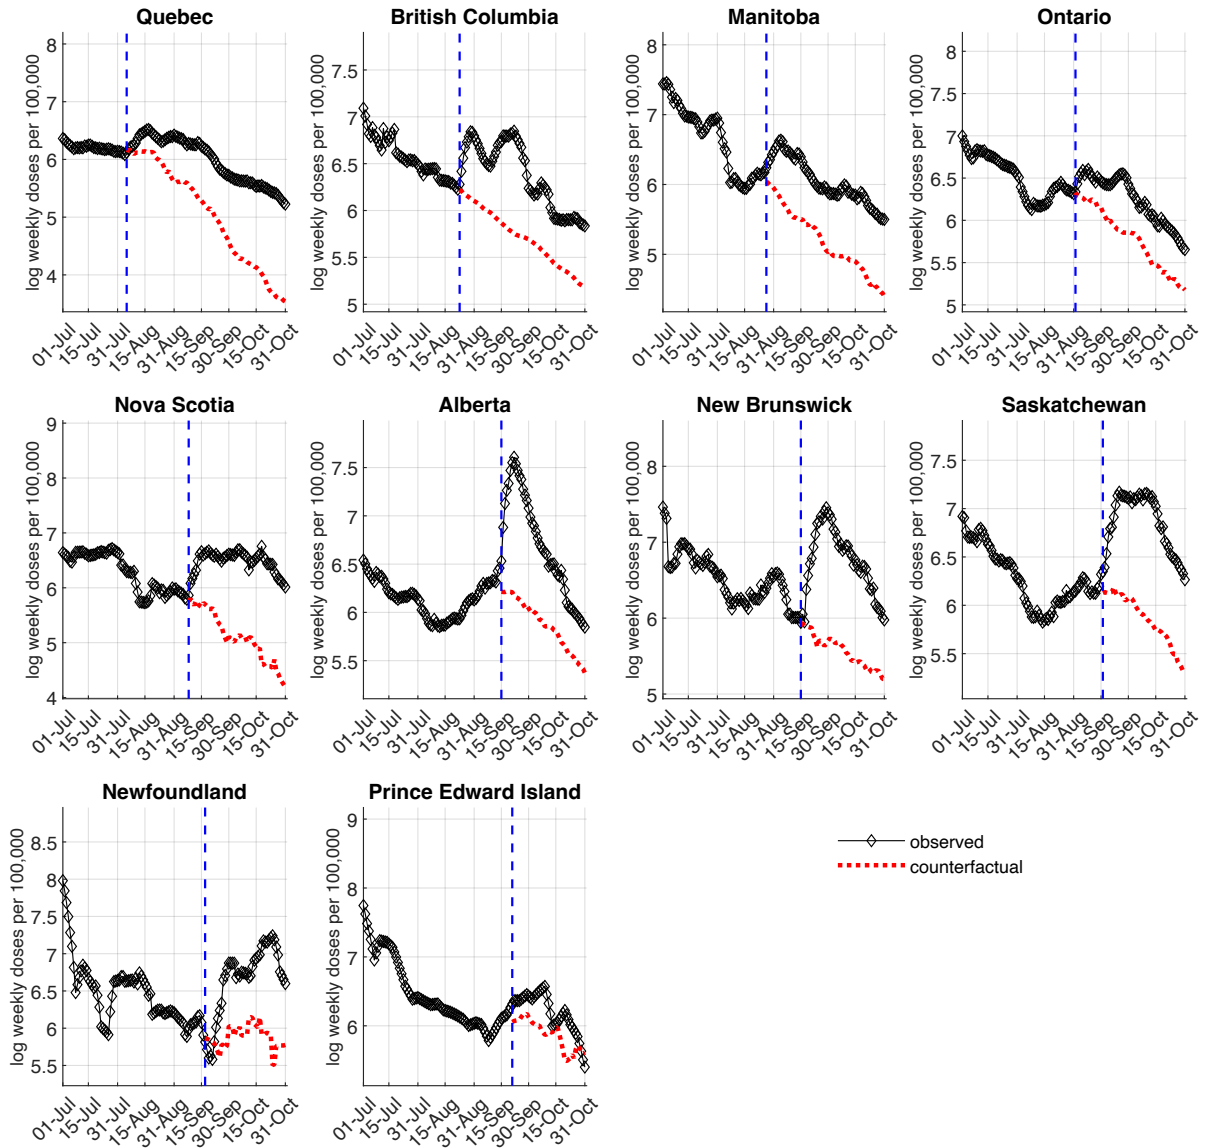 Quebec
British Columbia
Manitoba
Ontario
log weekly doses per 100,000
8
7
6
5
4
01-Jul
15-Jul
31-Jul
15-Aug
31-Aug
15-Sep
30-Sep
15-Oct
31-Oct
log weekly doses per 100,000
7.5
7
6.5
6
5.5
5
01-Jul
15-Jul
31-Jul
15-Aug
31-Aug
15-Sep
30-Sep
15-Oct
31-Oct
log weekly doses per 100,000
8
7
6
5
01-Jul
15-Jul
31-Jul
15-Aug
31-Aug
15-Sep
30-Sep
15-Oct
31-Oct
log weekly doses per 100,000
8
7.5
7
6.5
6
5.5
5
01-Jul
15-Jul
31-Jul
15-Aug
31-Aug
15-Sep
30-Sep
15-Oct
31-Oct
Nova Scotia
Alberta
New Brunswick
Saskatchewan
log weekly doses per 100,000
9
8
7
6
5
4
01-Jul
15-Jul
31-Jul
15-Aug
31-Aug
15-Sep
30-Sep
15-Oct
31-Oct
log weekly doses per 100,000
7.5
7
6.5
6
5.5
01-Jul
15-Jul
31-Jul
15-Aug
31-Aug
15-Sep
30-Sep
15-Oct
31-Oct
log weekly doses per 100,000
8
7
6
5
01-Jul
15-Jul
31-Jul
15-Aug
31-Aug
15-Sep
30-Sep
15-Oct
31-Oct
log weekly doses per 100,000
7.5
7
6.5
6
5.5
01-Jul
15-Jul
31-Jul
15-Aug
31-Aug
15-Sep
30-Sep
15-Oct
31-Oct
Newfoundland
Prince Edward Island
log weekly doses per 100,000
8.5
8
7.5
7
6.5
6
5.5
01-Jul
15-Jul
31-Jul
15-Aug
31-Aug
15-Sep
30-Sep
15-Oct
31-Oct
log weekly doses per 100,000
9
8
7
6
01-Jul
15-Jul
31-Jul
15-Aug
31-Aug
15-Sep
30-Sep
15-Oct
31-Oct
observed
counterfactual